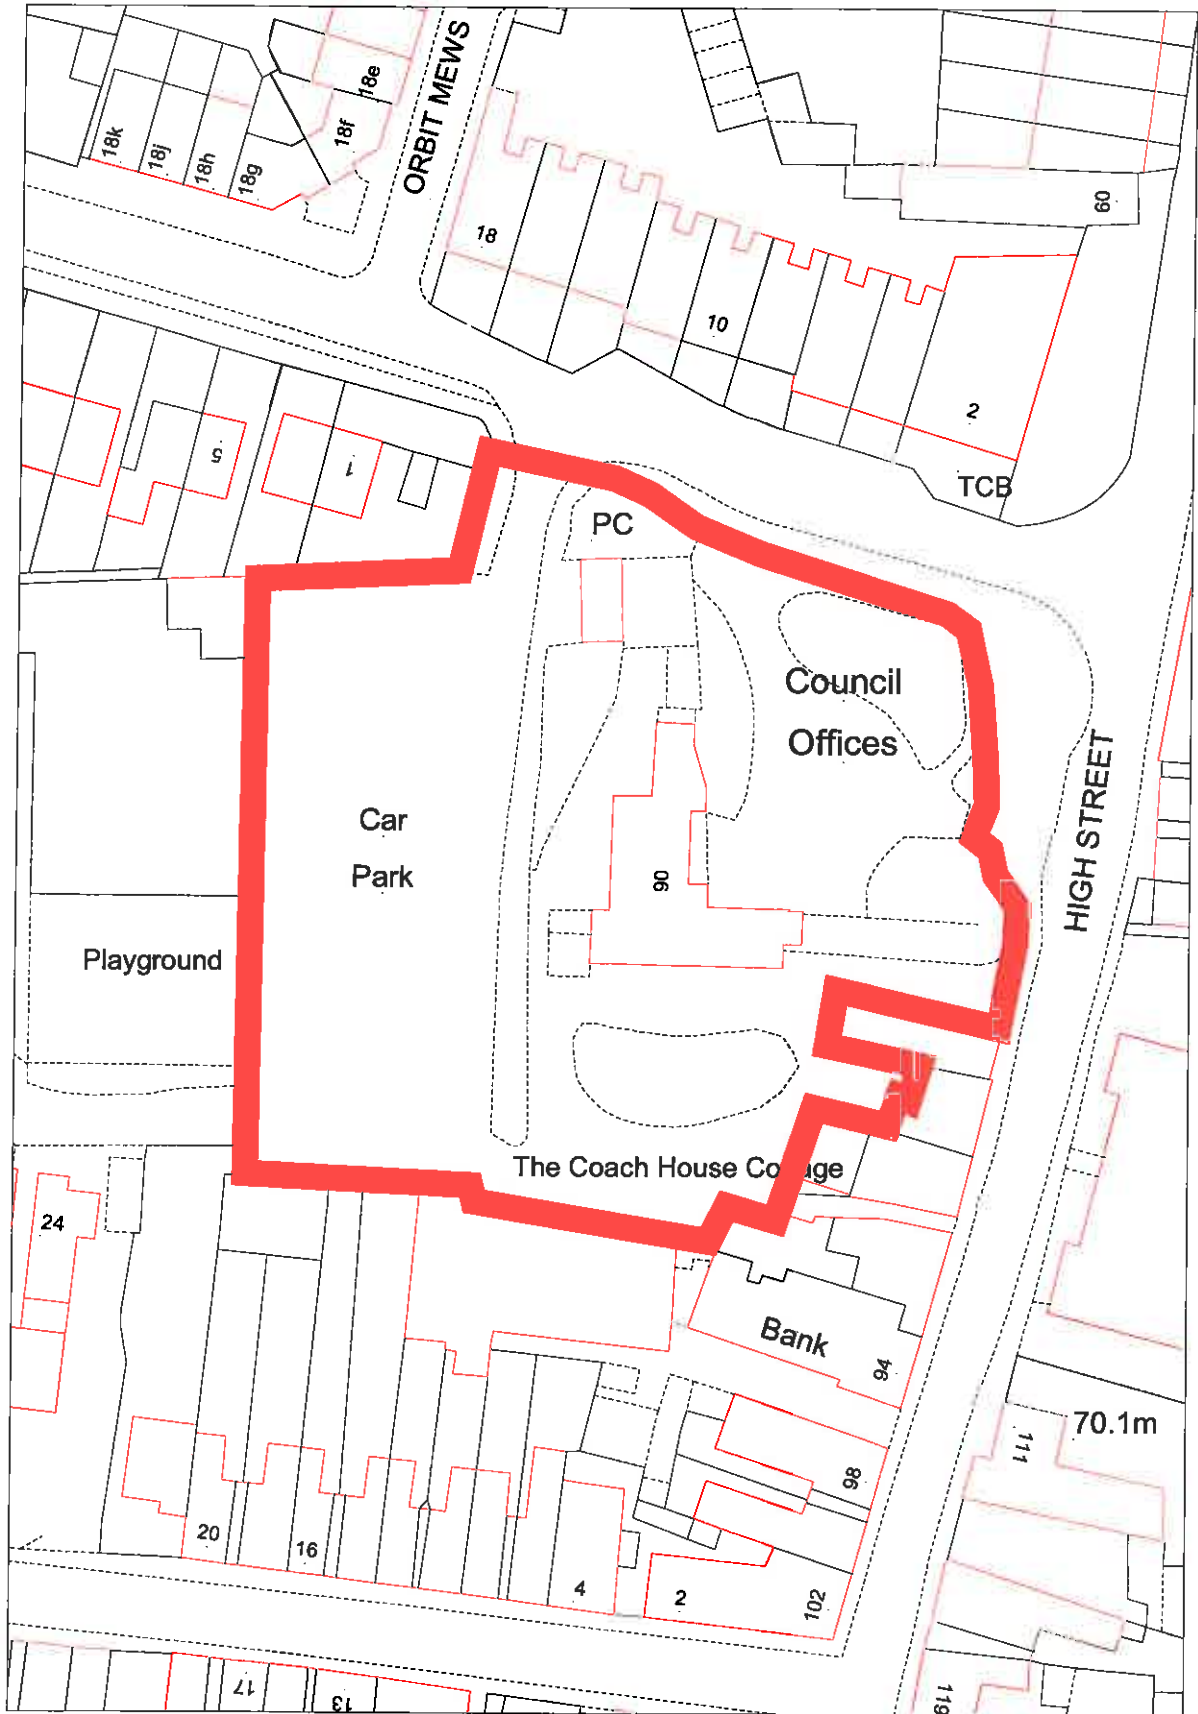 18e
18f
18k
18j
18h
18g
ORBIT MEWS
18
60
10
2
5
1
TCB
PC
Council
Offices
HIGH STREET
Car
Park
90
Playground
The Coach House Co age
24
Bank
94
70.1m
111
98
20
16
4
2
102
17
13
119